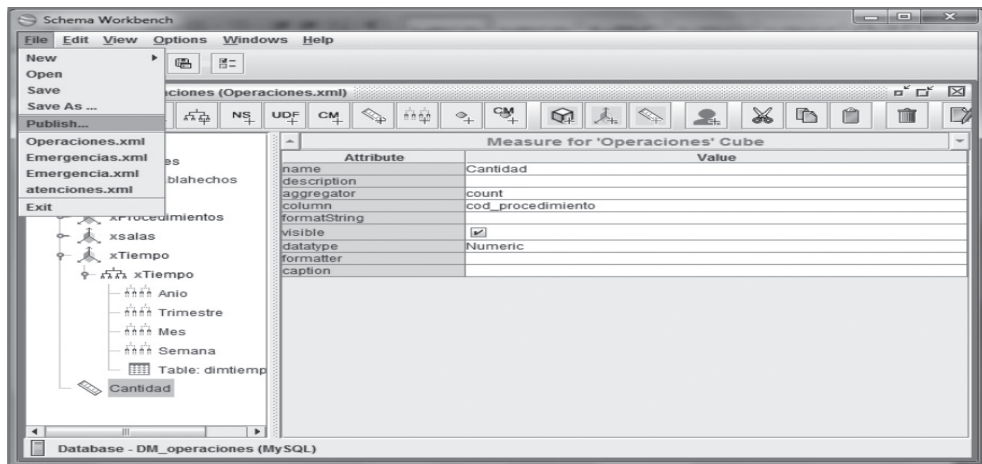 Schema Workbench
File Edit View Options Windows Help
New
Open
Save
Save As ...
Publish...
Operaciones.xml
Emergencias.xml
Emergencia.xml
atenciones.xml
Exit
ciones (Operaciones.xml)
NS UDF CM CM
es
blahechos
xProcedimientos
xsalas
xTiempo
xTiempo
Anio
Trimestre
Mes
Semana
Table: dimtiemp
Cantidad
Measure for 'Operaciones' Cube
Attribute Value
name Cantidad
description
aggregator count
column cod_procedimiento
formatString
visible
datatype Numeric
formatter
caption
Database - DM_operaciones (MySQL)